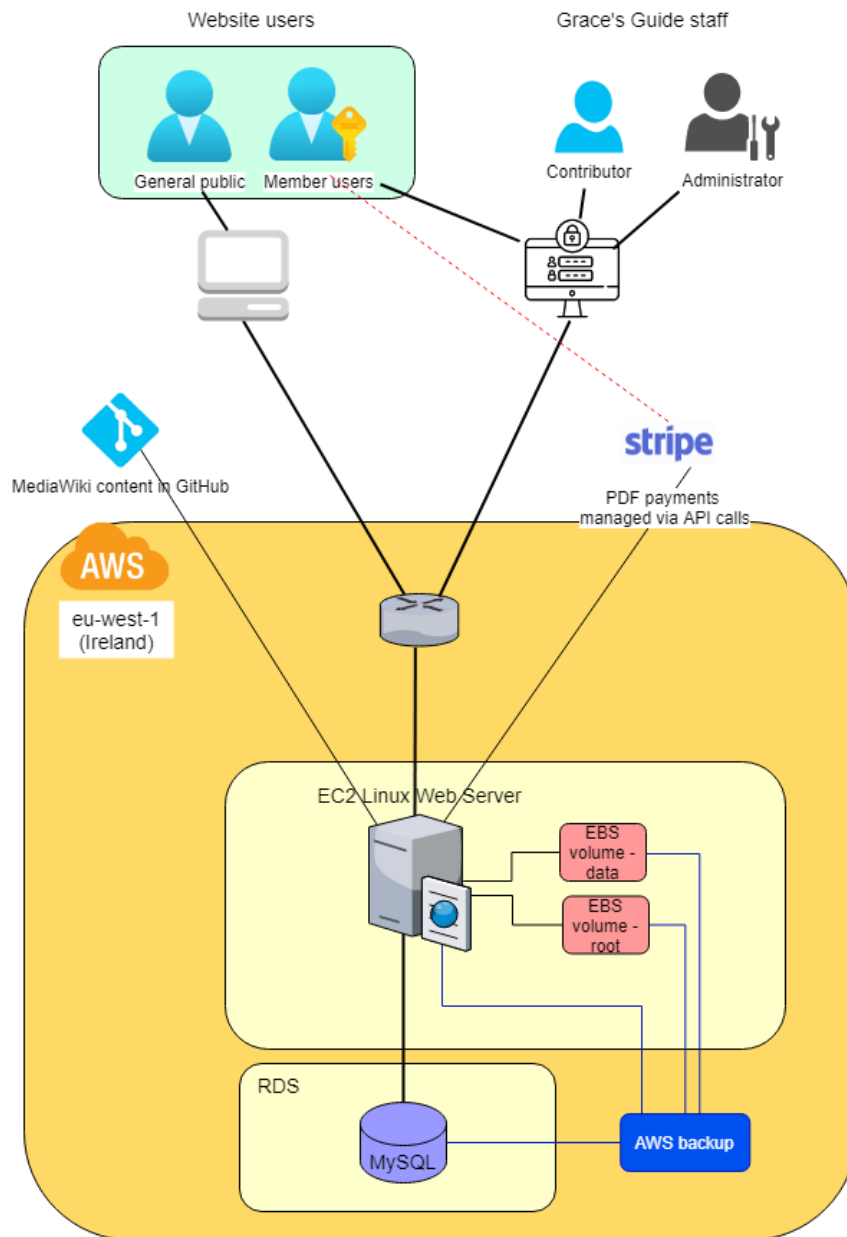 Website users
Grace's Guide staff
General public
Member users
Contributor
Administrator
stripe
MediaWiki content in GitHub
PDF payments
managed via API calls
AWS
eu-west-1
(Ireland)
EC2 Linux Web Server
EBS
volume -
data
EBS
volume -
root
RDS
MySQL
AWS backup